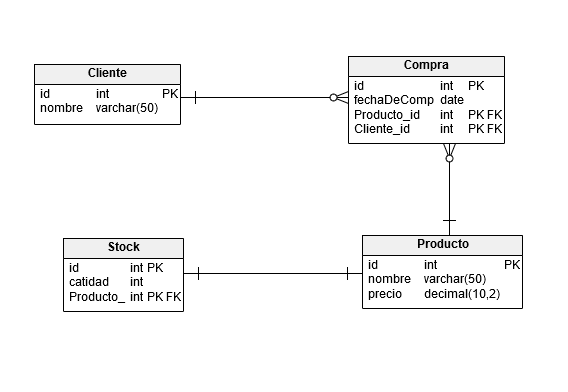 Cliente
id int PK
nombre varchar(50)
Compra
id int PK
fechaDeComp date
Producto_id int PK FK
Cliente_id int PK FK
Stock
id int PK
catidad int
Producto_ int PK FK
Producto
id int PK
nombre varchar(50)
precio decimal(10,2)